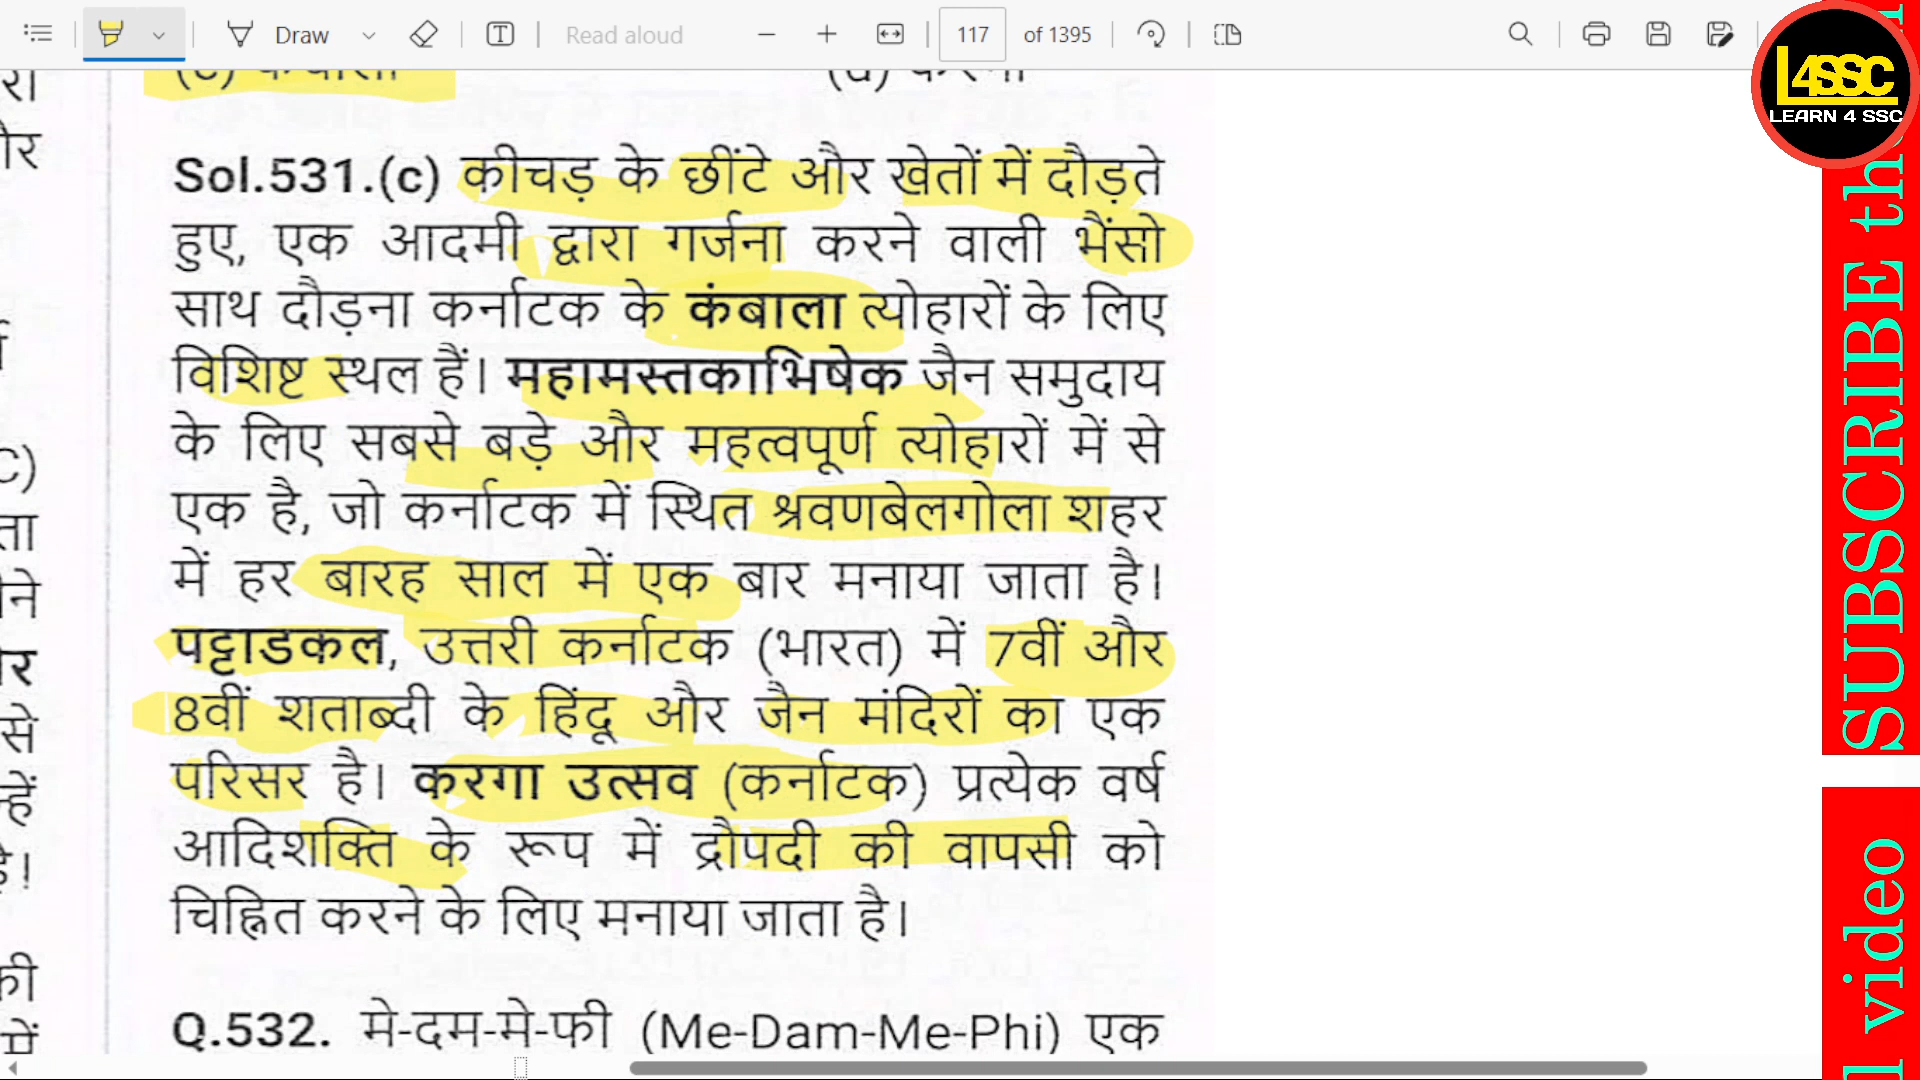 Draw
Read aloud
117 of 1395
L4SSC
LEARN 4 SSC
Sol.531.(c) कीचड़ के छींटे और खेतों में दौड़ते
हुए, एक आदमी द्वारा गर्जना करने वाली भैंसो
साथ दौड़ना कर्नाटक के कंबाला त्योहारों के लिए
विशिष्ट स्थल हैं। महामस्तकाभिषेक जैन समुदाय
के लिए सबसे बड़े और महत्वपूर्ण त्योहारों में से
एक है, जो कर्नाटक में स्थित श्रवणबेलगोला शहर
में हर बारह साल में एक बार मनाया जाता है।
पट्टाडकल, उत्तरी कर्नाटक (भारत) में 7वीं और
8वीं शताब्दी के हिंदू और जैन मंदिरों का एक
परिसर है। करगा उत्सव (कर्नाटक) प्रत्येक वर्ष
आदिशक्ति के रूप में द्रौपदी की वापसी को
चिह्नित करने के लिए मनाया जाता है।
Q.532. मे-दम-मे-फी (Me-Dam-Me-Phi) एक
SUBSCRIBE
video